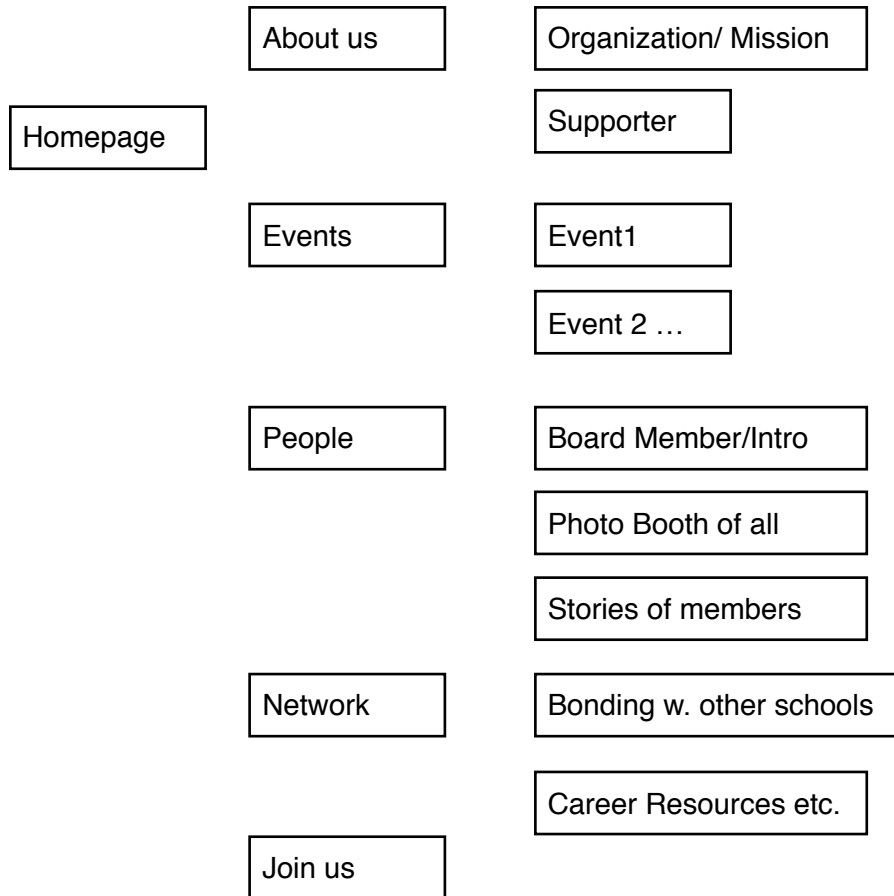 Homepage
About us
Organization/ Mission
Supporter
Events
Event1
Event 2 …
People
Board Member/Intro
Photo Booth of all
Stories of members
Network
Bonding w. other schools
Career Resources etc.
Join us